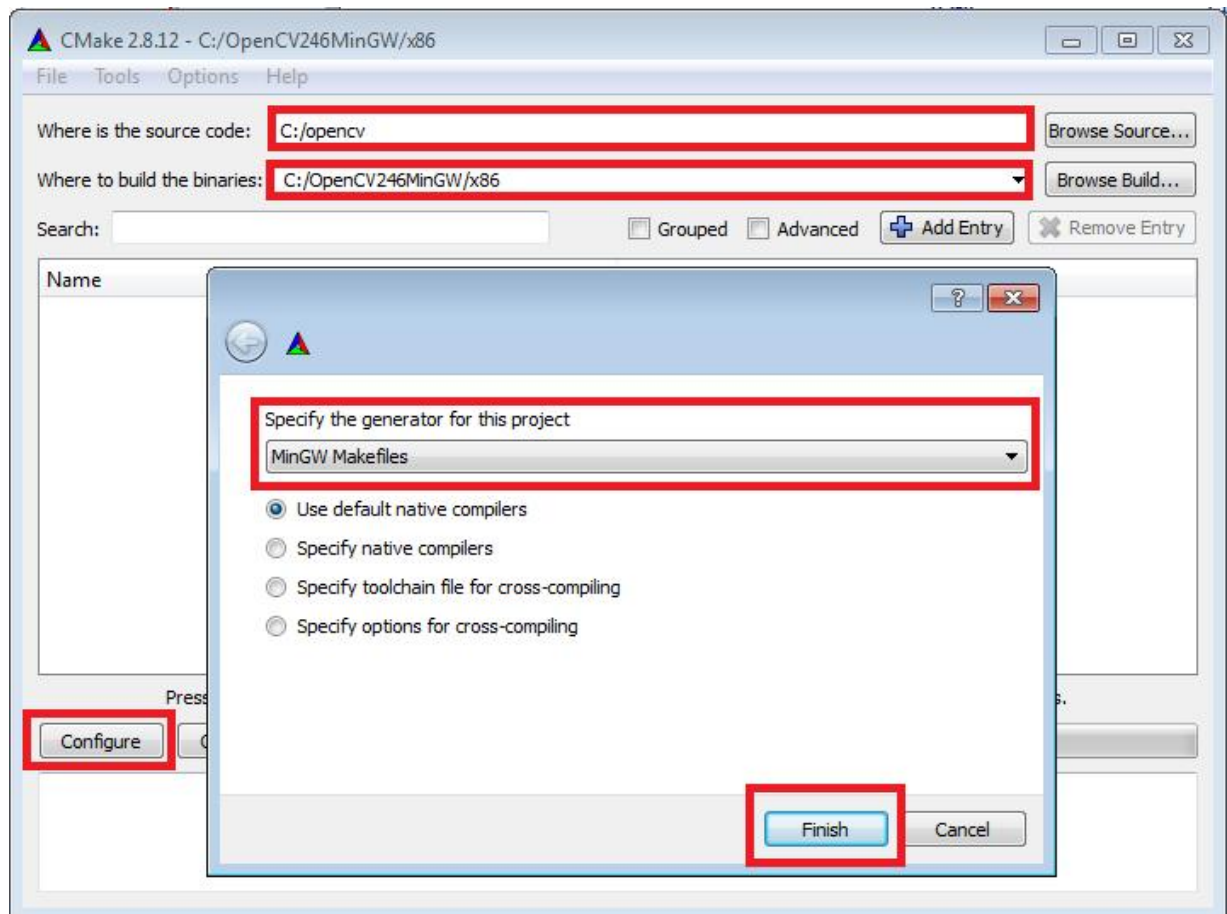 CMake 2.8.12 - C:/OpenCV246MinGW/x86
File Tools Options Help
Where is the source code: C:/opencv Browse Source...
Where to build the binaries: C:/OpenCV246MinGW/x86 Browse Build...
Search: Grouped Advanced Add Entry Remove Entry
Name
Specify the generator for this project
MinGW Makefiles
Use default native compilers
Specify native compilers
Specify toolchain file for cross-compiling
Specify options for cross-compiling
Press
Configure
Finish Cancel